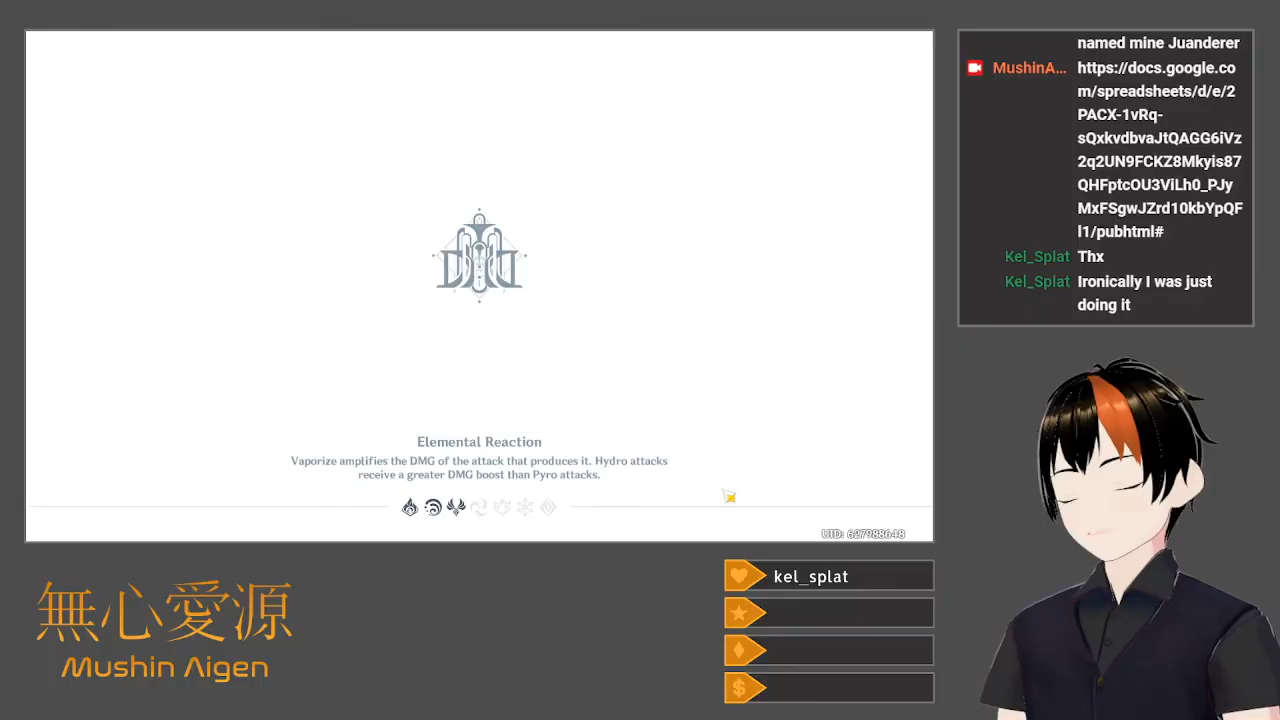 named mine Juanderer
MushinA... https://docs.google.co
m/spreadsheets/d/e/2
PACX-1vRq-
sQxkvdbvaJtQAGG6iVz
2q2UN9FCKZ8Mkyis87
QHFptcOU3ViLh0_PJy
MxFSgwJZrd10kbYpQF
l1/pubhtml#
Kel_Splat Thx
Kel_Splat Ironically I was just
doing it
Elemental Reaction
Vaporize amplifies the DMG of the attack that produces it. Hydro attacks
receive a greater DMG boost than Pyro attacks.
UID: 627988648
kel_splat
無心愛源
Mushin Aigen